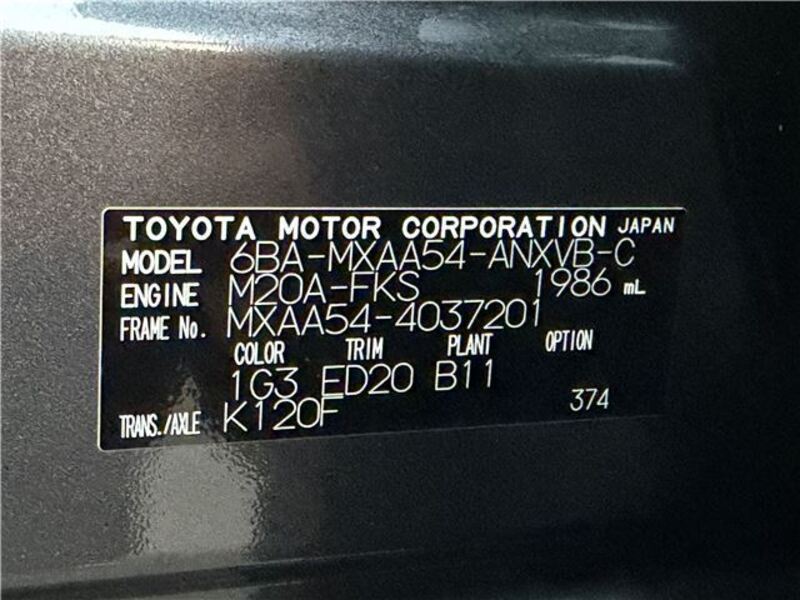 TOYOTA MOTOR CORPORATION JAPAN
MODEL 6BA-MXAA54-ANXVB-C
ENGINE M20A-FKS 1986 mL
FRAME No. MXAA54-4037201
COLOR TRIM PLANT OPTION
1G3 ED20 B11
TRANS./AXLE K120F 374